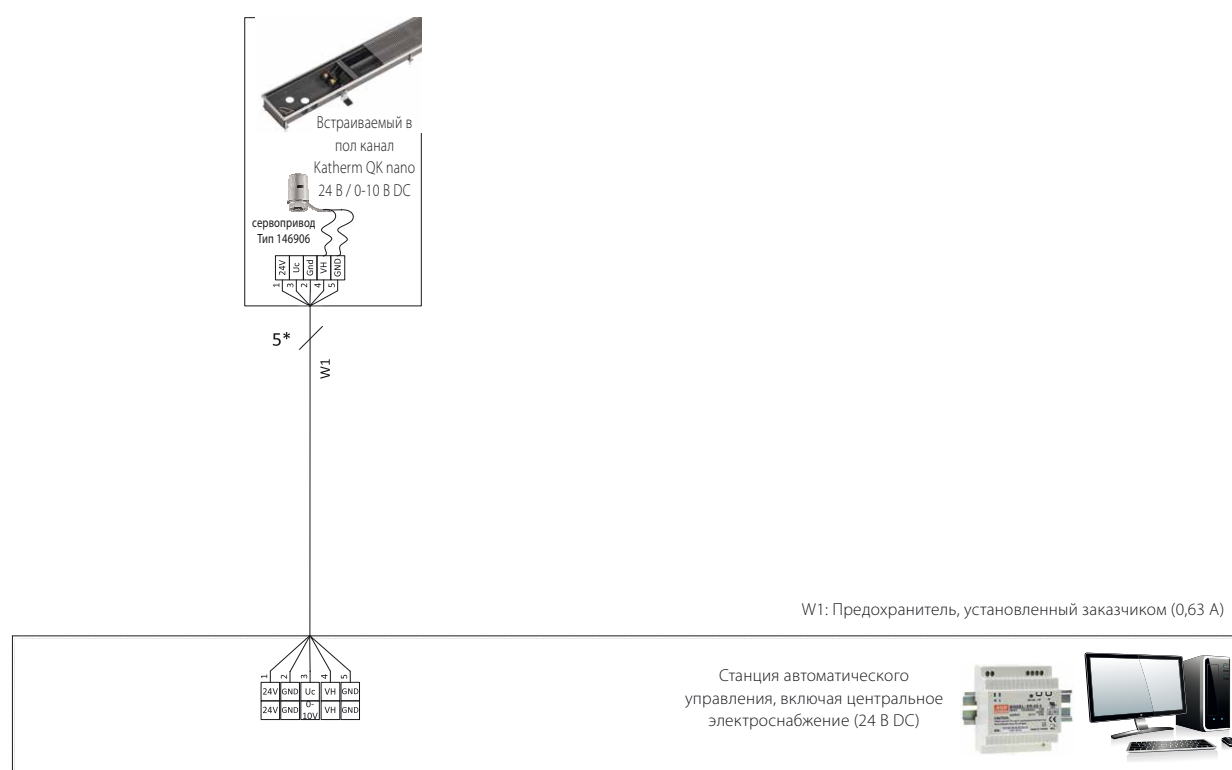 Встраиваемый в
пол канал
Katherm QK nano
24 В / 0-10 В DC
сервопривод
Тип 146906
24V Uc Gnd VH GND
1 3 2 4 5
5*
W1
W1: Предохранитель, установленный заказчиком (0,63 А)
1 2 3 4 5
24V GND Uc VH GND
24V GND 0-10V VH GND
Станция автоматического
управления, включая центральное
электроснабжение (24 В DC)